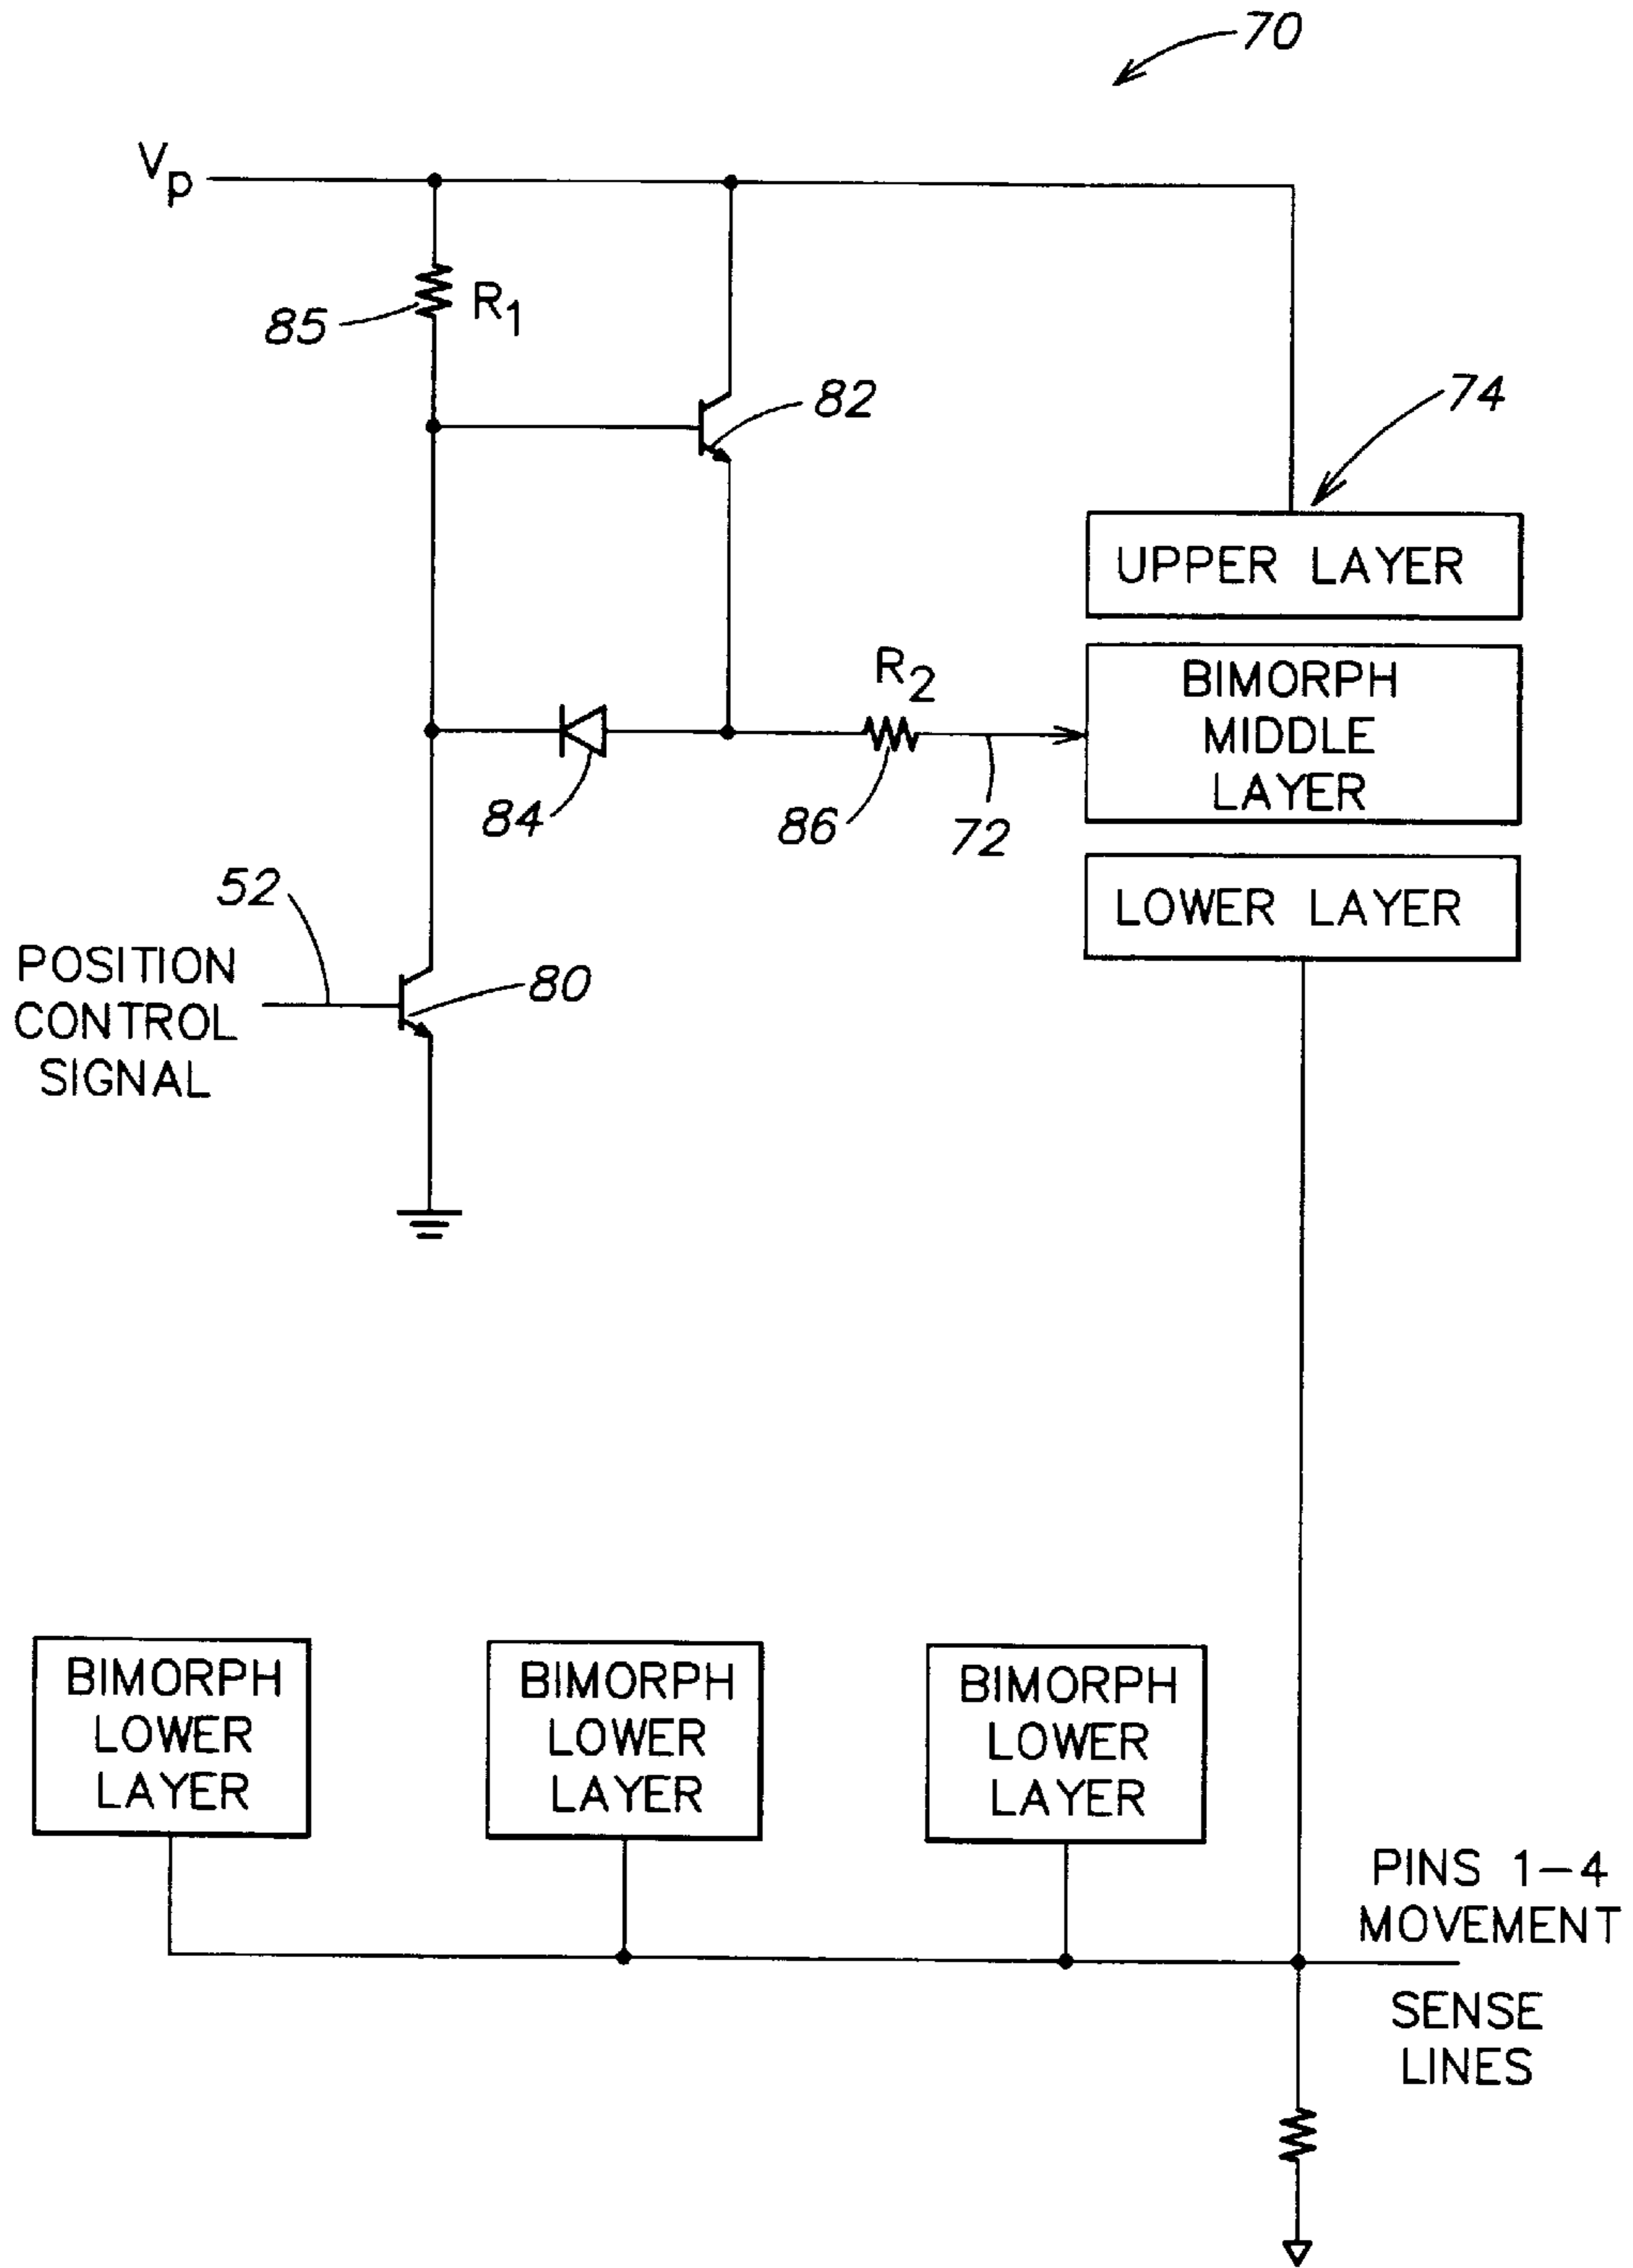 70
Vp
R1
85
82
74
UPPER LAYER
R2
BIMORPH
MIDDLE
LAYER
84
86
72
52
LOWER LAYER
POSITION
CONTROL
SIGNAL
80
BIMORPH
LOWER
LAYER
BIMORPH
LOWER
LAYER
BIMORPH
LOWER
LAYER
PINS 1-4
MOVEMENT
SENSE
LINES